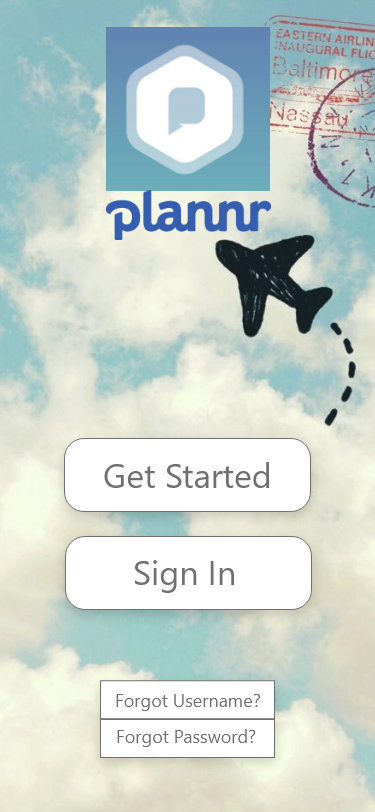 EASTERN AIRLIN
INAUGURAL FLIG
Baltimore
Nassau
plannr
Get Started
Sign In
Forgot Username?
Forgot Password?